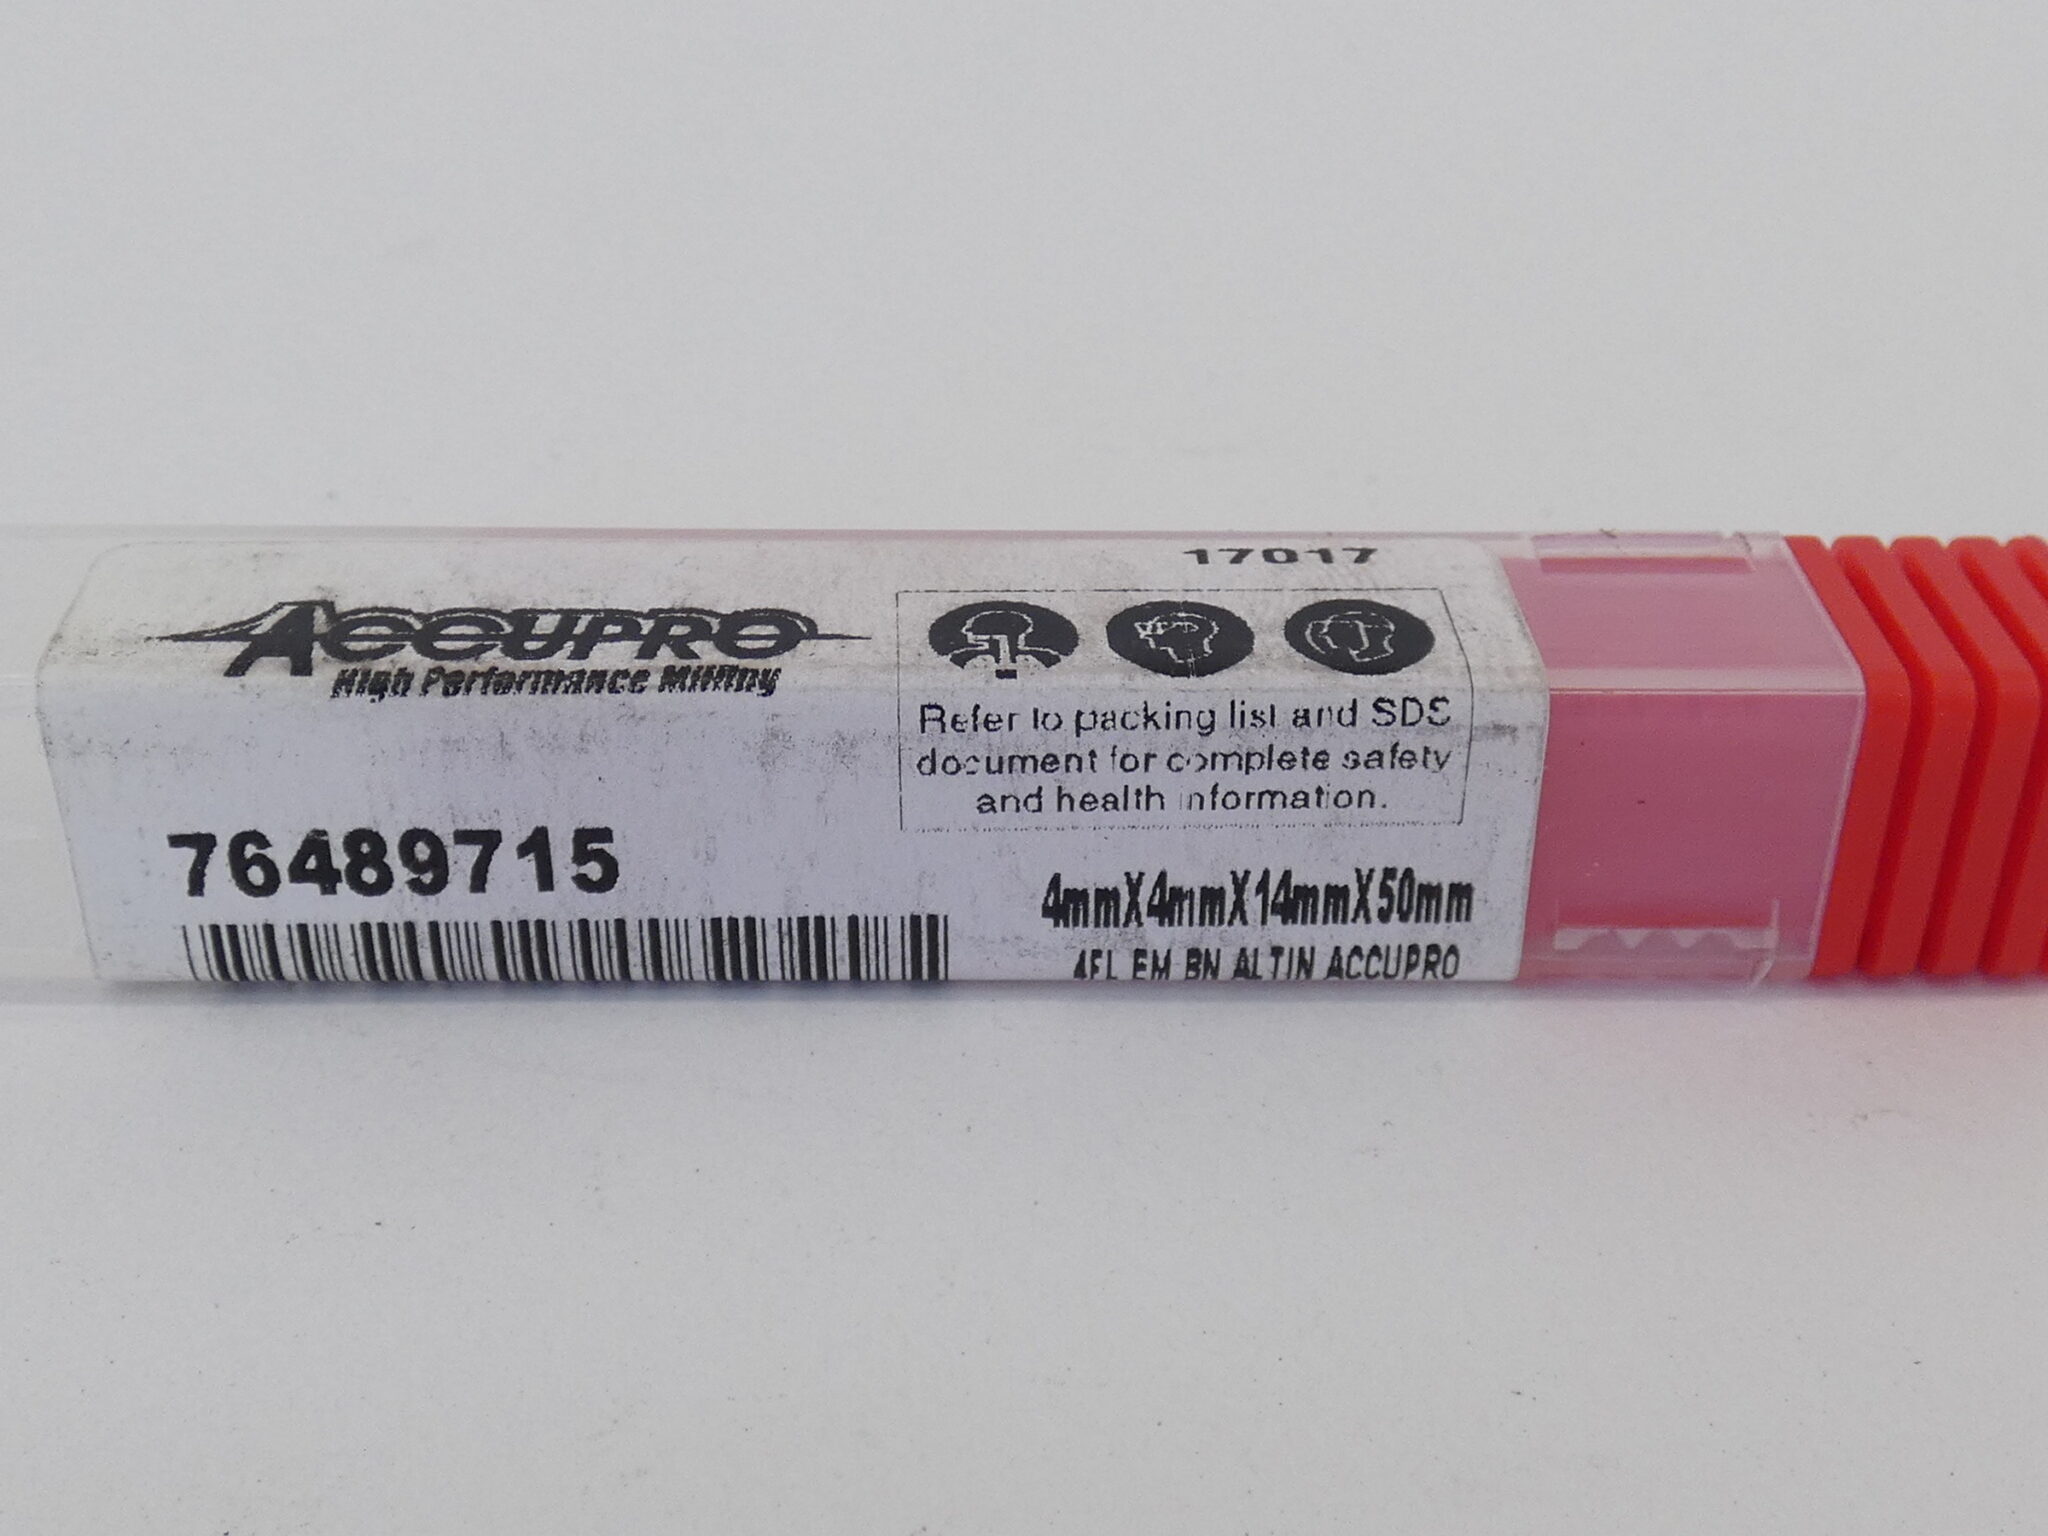 17017
ACCUPRO
High Performance Milling
Refer to packing list and SDS
document for complete safety
and health information.
76489715
4mmX4mmX14mmX50mm
4FL EM BN ALTIN ACCUPRO